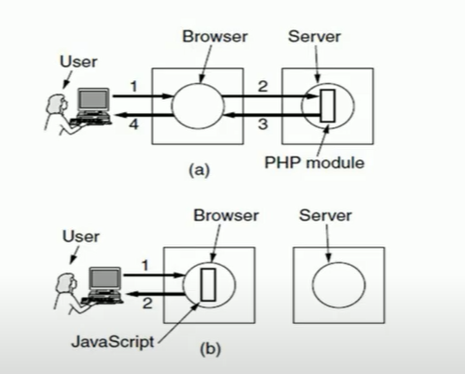 Browser Server
User
1 2
4 3
PHP module
(a)
Browser Server
User
1
2
JavaScript
(b)